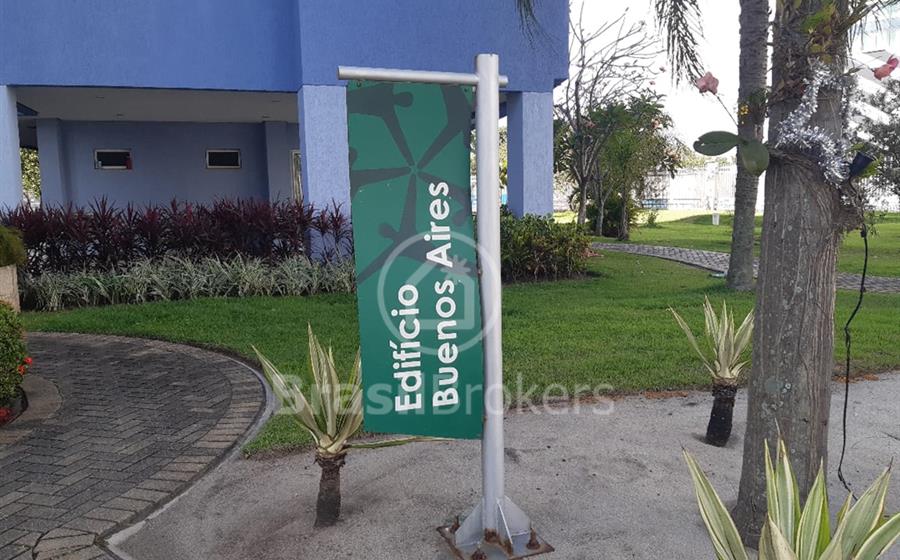 Edifício
Buenos Aires
BrasilBrokers